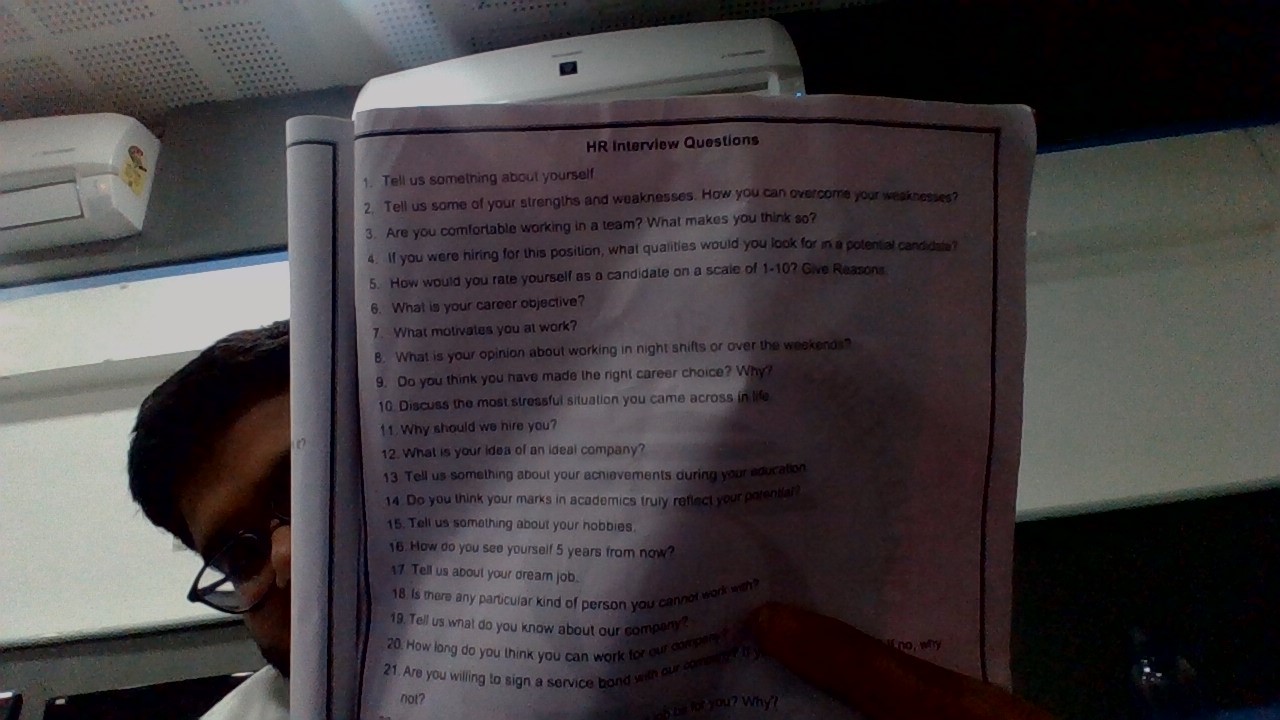 HR Interview Questions
1. Tell us something about yourself
2. Tell us some of your strengths and weaknesses. How you can overcome your weaknesses?
3. Are you comfortable working in a team? What makes you think so?
4. If you were hiring for this position, what qualities would you look for in a potential candidate?
5. How would you rate yourself as a candidate on a scale of 1-10? Give Reasons.
6. What is your career objective?
7. What motivates you at work?
8. What is your opinion about working in night shifts or over the weekends?
9. Do you think you have made the right career choice? Why?
10. Discuss the most stressful situation you came across in life.
11. Why should we hire you?
12. What is your idea of an ideal company?
13 Tell us something about your achievements during your education.
14. Do you think your marks in academics truly reflect your potential?
15. Tell us something about your hobbies.
16. How do you see yourself 5 years from now?
17. Tell us about your dream job.
18. Is there any particular kind of person you cannot work with?
19. Tell us what do you know about our company?
20. How long do you think you can work for our company?
21. Are you willing to sign a service bond with our company? If no, why
not?
job be for you? Why?